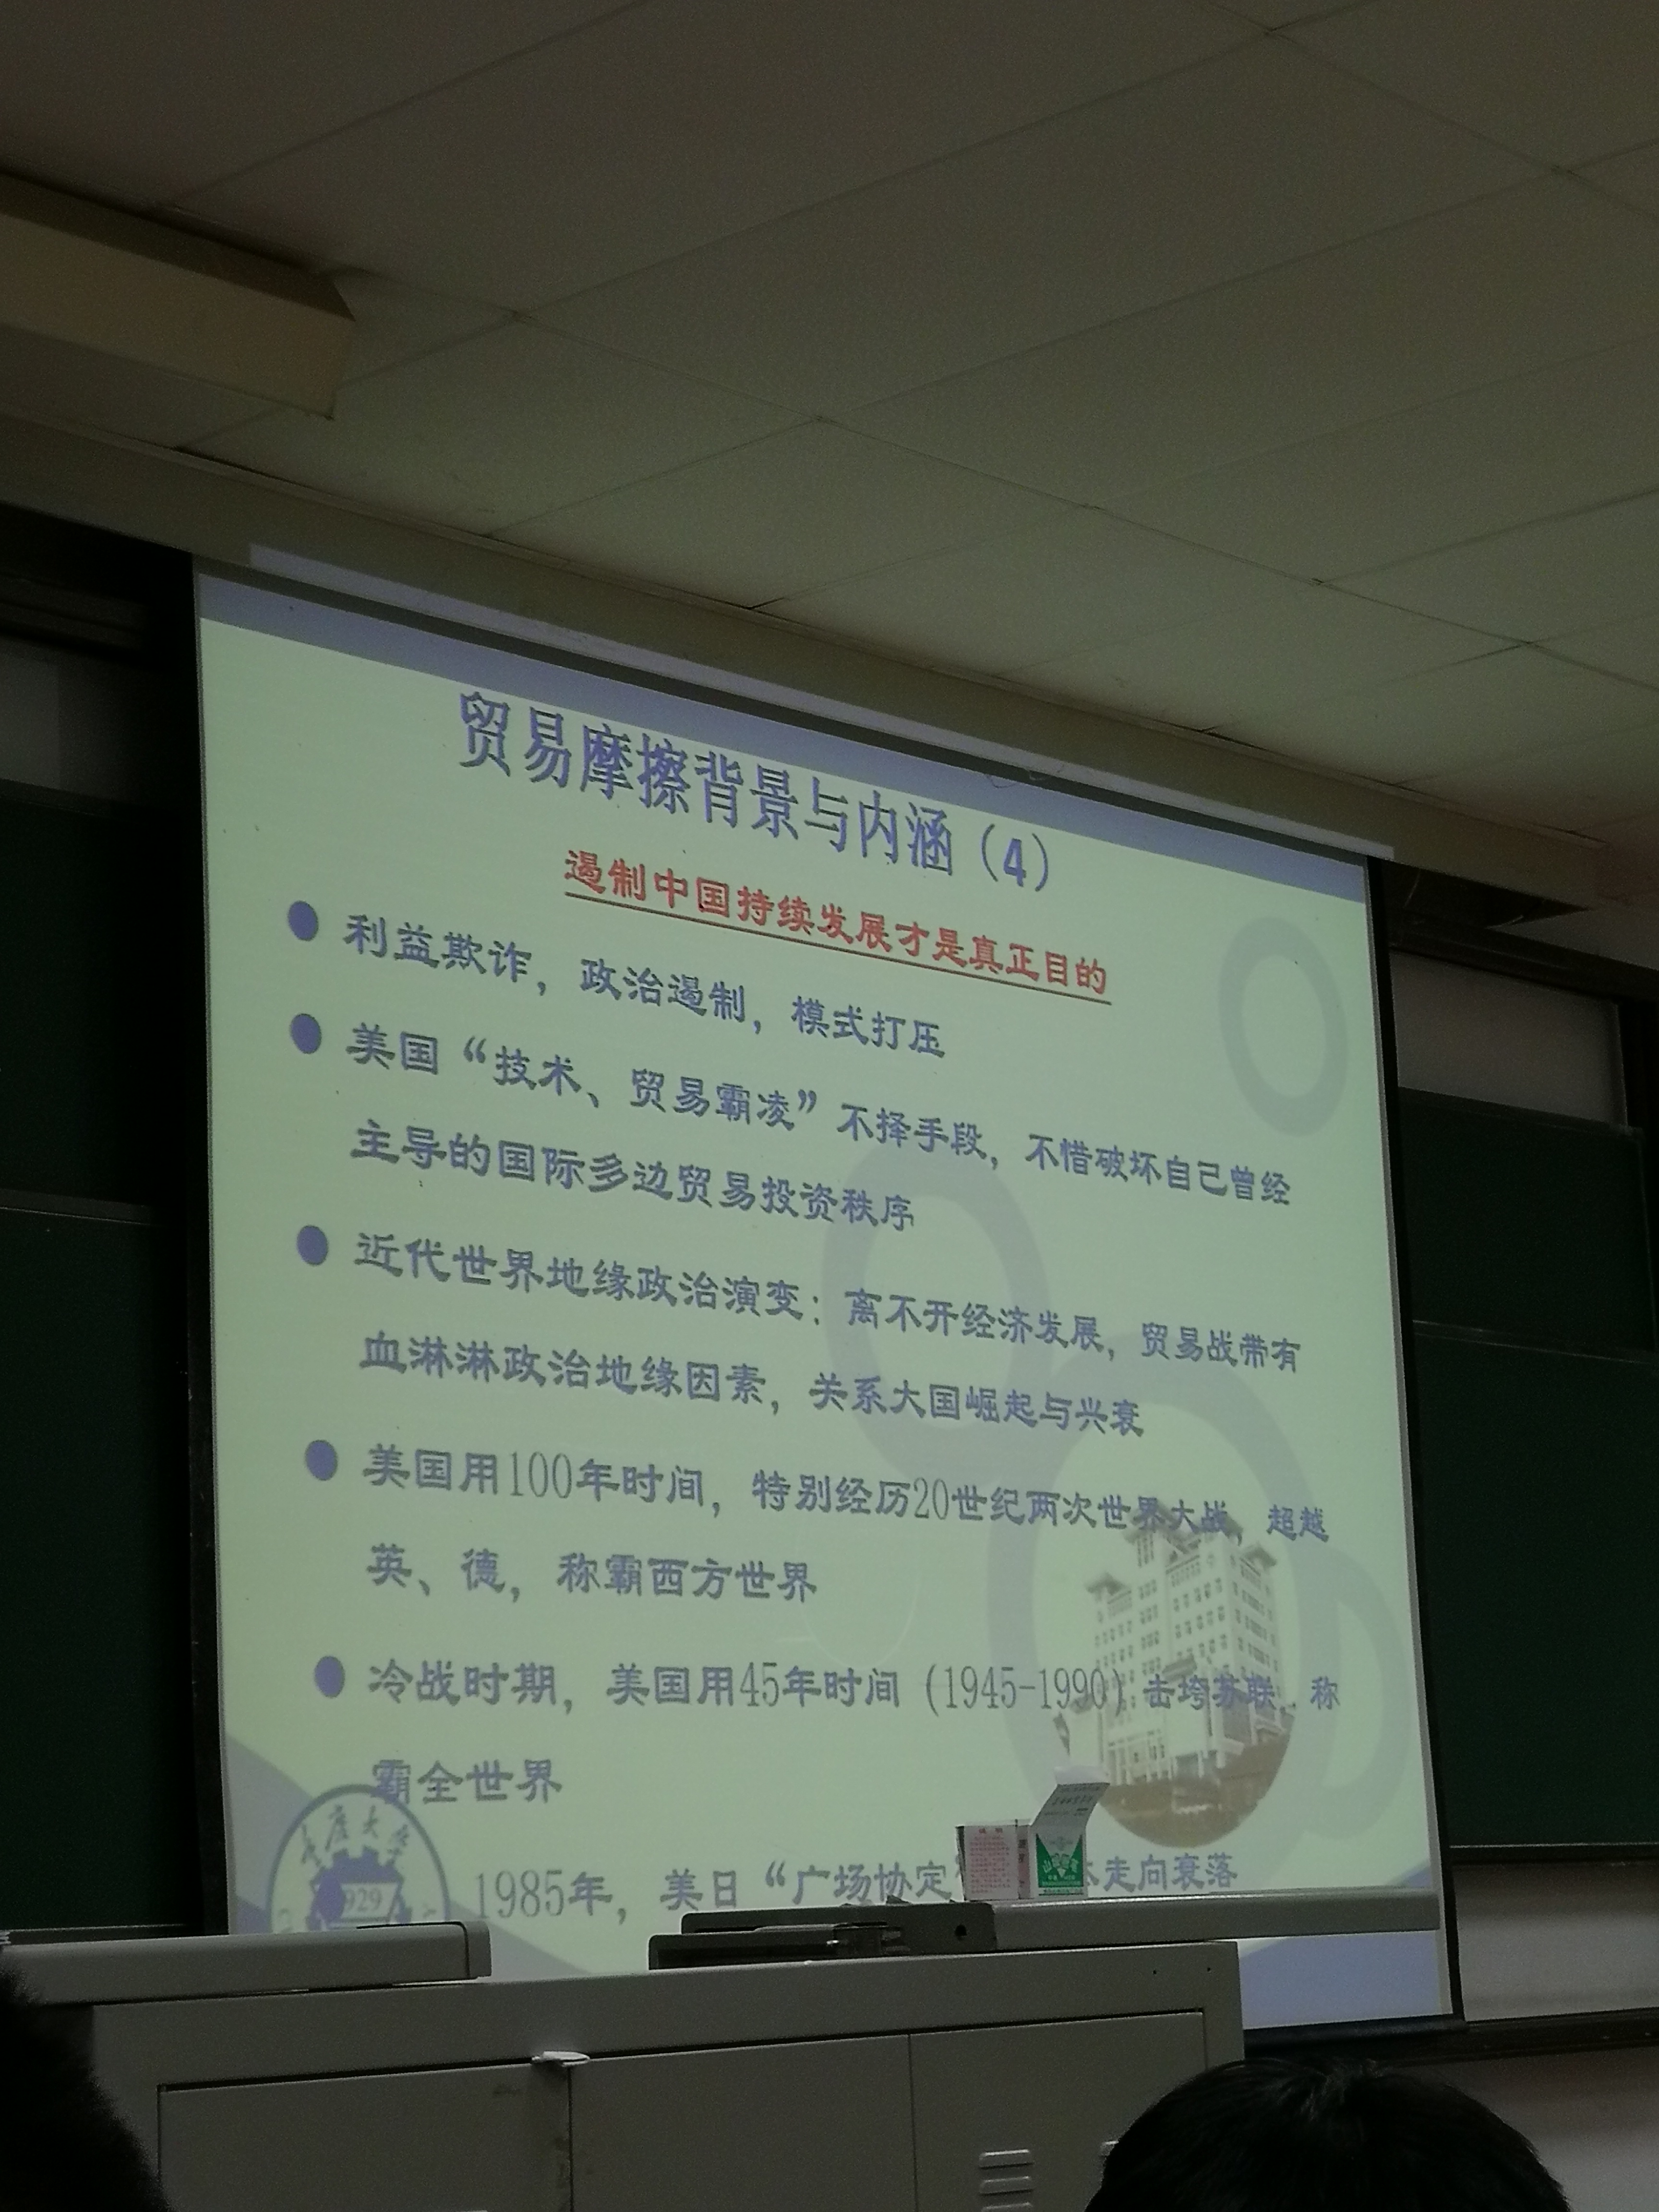 贸易摩擦背景与内涵（4）
遏制中国持续发展才是真正目的
利益欺诈，政治遏制，模式打压
美国“技术、贸易霸凌”不择手段，不惜破坏自己曾经
主导的国际多边贸易投资秩序
近代世界地缘政治演变：离不开经济发展，贸易战带有
血淋淋政治地缘因素，关系大国崛起与兴衰
美国用100年时间，特别经历20世纪两次世界大战，超越
英、德，称霸西方世界
冷战时期，美国用45年时间（1945-1990）击垮苏联，称
霸全世界
1985年，美日“广场协定 走向衰落
大学
929